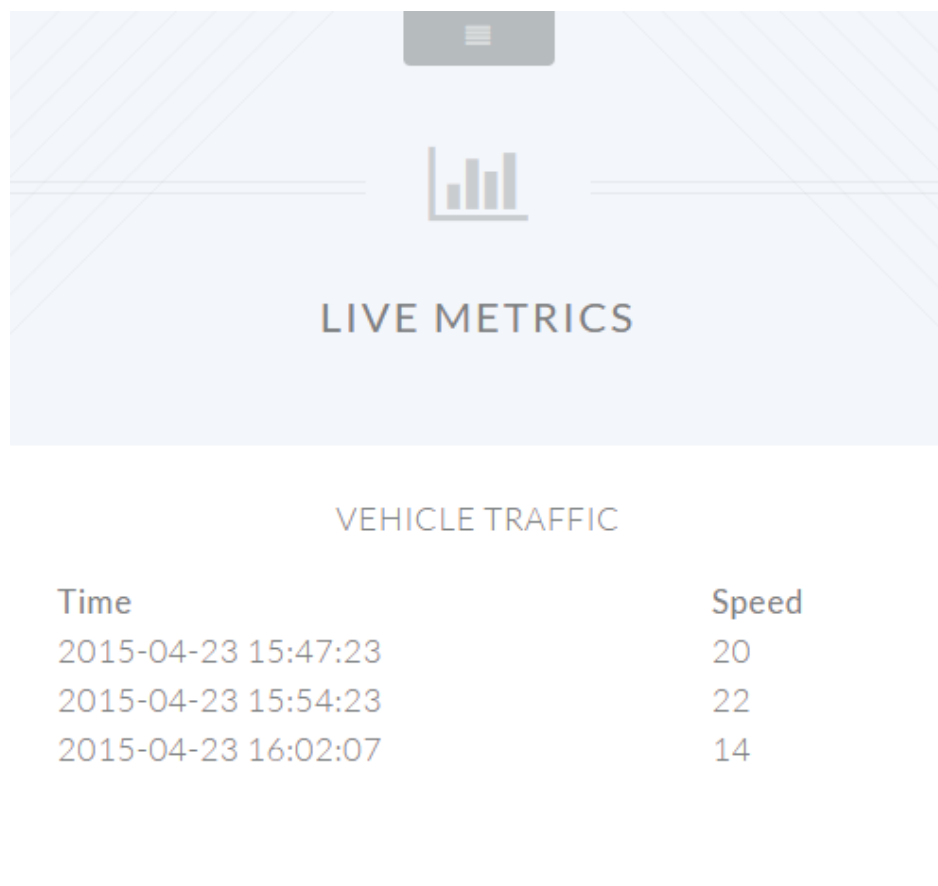 LIVE METRICS
VEHICLE TRAFFIC
Time Speed
2015-04-23 15:47:23 20
2015-04-23 15:54:23 22
2015-04-23 16:02:07 14